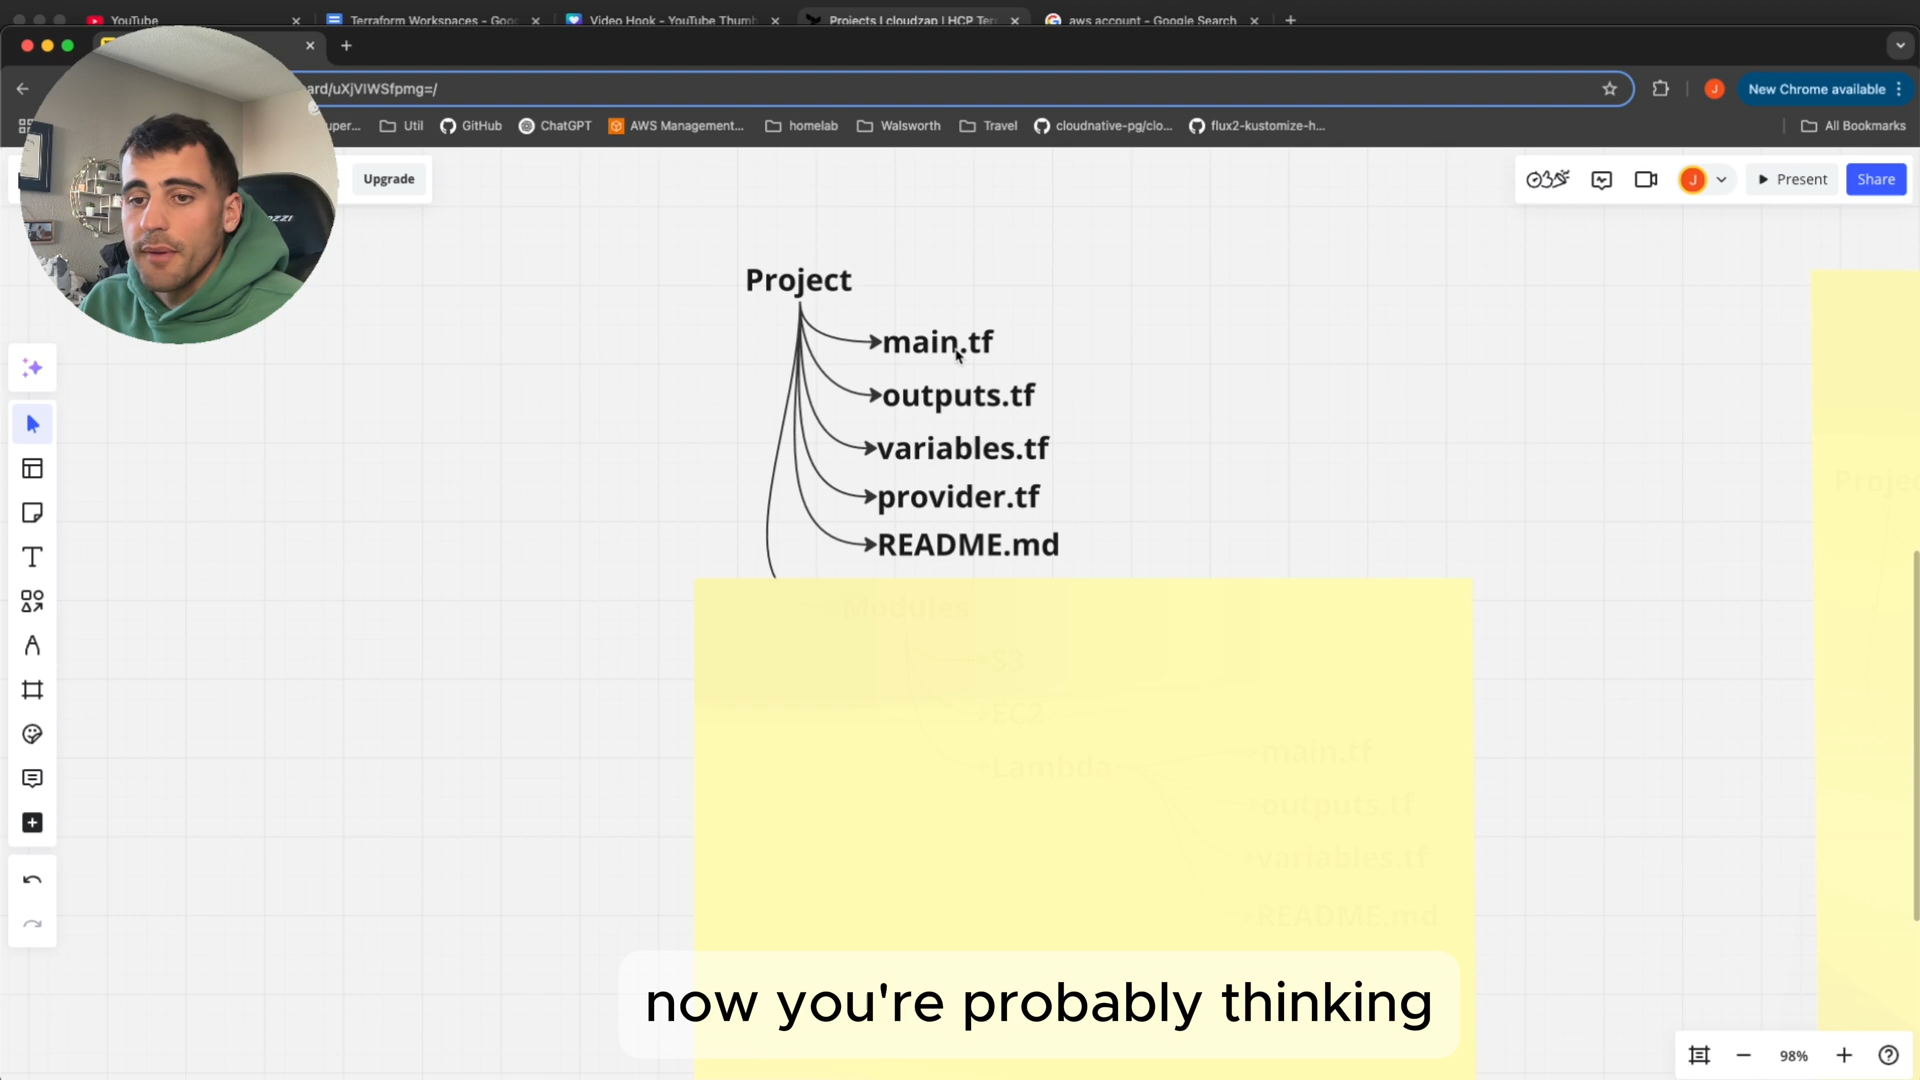 YouTube
Terraform Workspaces - Goo
Video Hook - YouTube Thumb
Projects | cloudzap | HCP Ter
aws account - Google Search
ard/uXjVIWSfpmg=/
J
New Chrome available
uper...
Util
GitHub
ChatGPT
AWS Management...
homelab
Walsworth
Travel
cloudnative-pg/clo...
flux2-kustomize-h...
All Bookmarks
Upgrade
J
Present
Share
Project
main.tf
outputs.tf
variables.tf
provider.tf
README.md
Modules
S3
EC2
Lambda
main.tf
outputs.tf
variables.tf
README.md
Projec
now you're probably thinking
98%